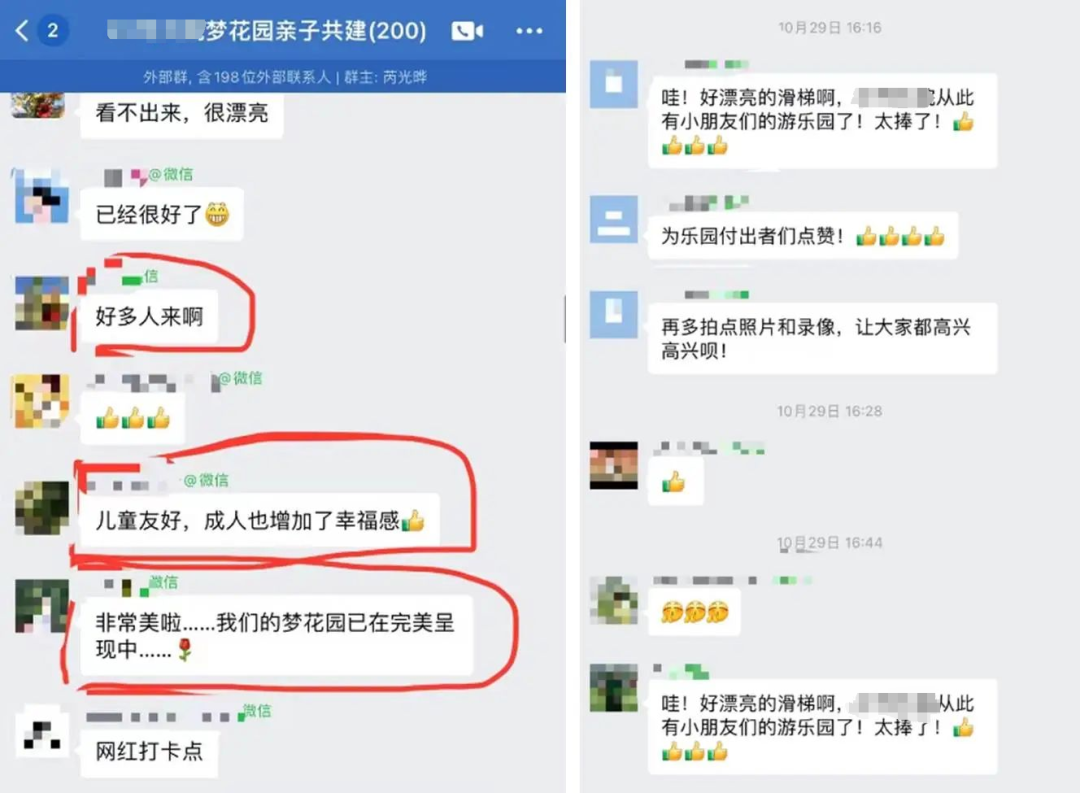 2
梦花园亲子共建(200)
外部群, 含198位外部联系人 | 群主: 芮光晔
看不出来，很漂亮
@微信
已经很好了😁
信
好多人来啊
@微信
👍👍👍
@微信
儿童友好，成人也增加了幸福感👍
微信
非常美啦……我们的梦花园已在完美呈
现中……🌹
微信
网红打卡点
10月29日 16:16
哇！好漂亮的滑梯啊，
院从此
有小朋友们的游乐园了！太捧了！👍
👍👍👍
为乐园付出者们点赞！👍👍👍👍
再多拍点照片和录像，让大家都高兴
高兴呗！
10月29日 16:28
👍
10月29日 16:44
哇！好漂亮的滑梯啊，
从此
有小朋友们的游乐园了！太捧了！👍
👍👍👍